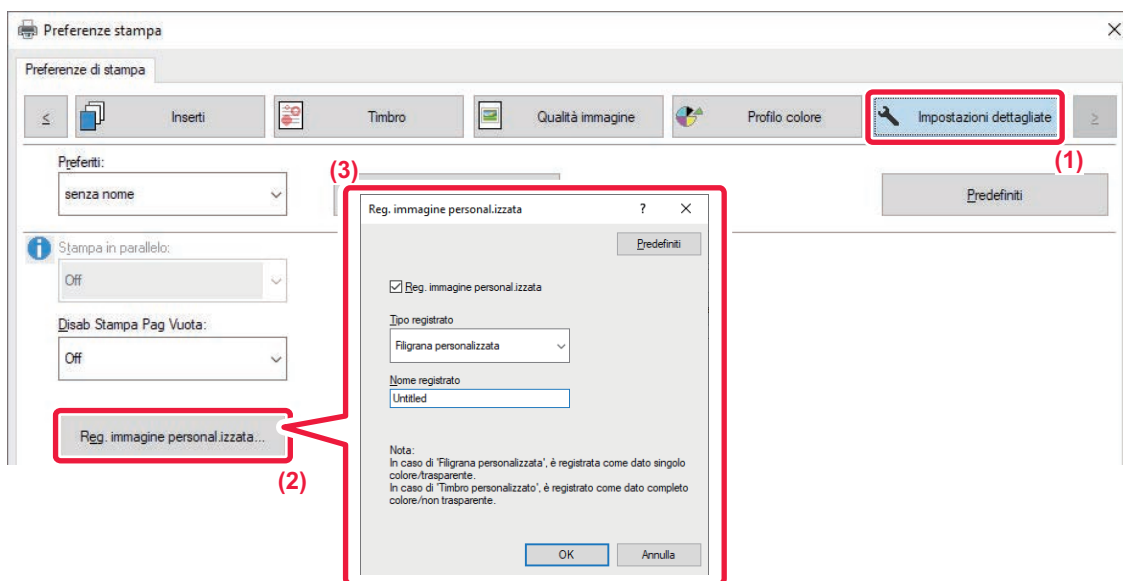 Preferenze stampa
Preferenze di stampa
≤
Inserti
Timbro
Qualità immagine
Profilo colore
Impostazioni dettagliate
≥
(1)
Preferiti:
senza nome
(3)
Predefiniti
Stampa in parallelo:
Off
Disab Stampa Pag Vuota:
Off
Reg. immagine personal.izzata...
(2)
Reg. immagine personal.izzata
?
Predefiniti
Reg. immagine personal.izzata
Tipo registrato
Filigrana personalizzata
Nome registrato
Untitled
Nota:
In caso di 'Filigrana personalizzata', è registrata come dato singolo
colore/trasparente.
In caso di 'Timbro personalizzato', è registrato come dato completo
colore/non trasparente.
OK
Annulla